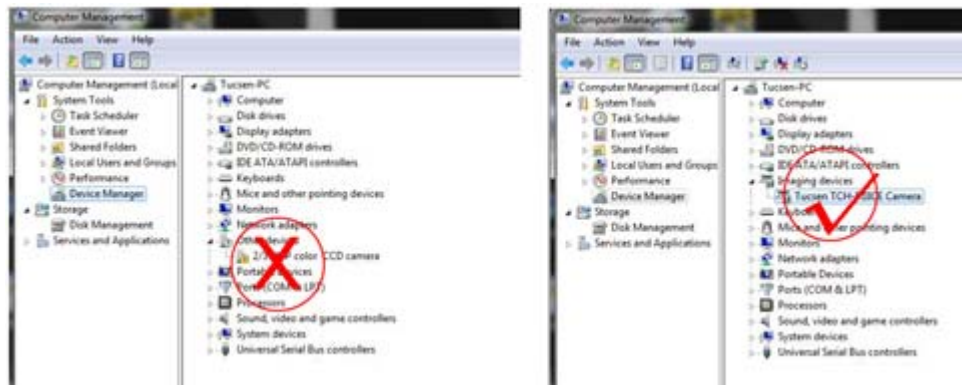 Computer Management
File Action View Help
Computer Management (Local
System Tools
Task Scheduler
Event Viewer
Shared Folders
Local Users and Groups
Performance
Device Manager
Storage
Disk Management
Services and Applications
Tucsen-PC
Computer
Disk drives
Display adapters
DVD/CD-ROM drives
IDE ATA/ATAPI controllers
Keyboards
Mice and other pointing devices
Monitors
Network adapters
Other devices
color CCD camera
Portable Devices
Ports (COM & LPT)
Processors
Sound, video and game controllers
System devices
Universal Serial Bus controllers
Computer Management
File Action View Help
Computer Management (Local
System Tools
Task Scheduler
Event Viewer
Shared Folders
Local Users and Groups
Performance
Device Manager
Storage
Disk Management
Services and Applications
Tucsen-PC
Computer
Disk drives
Display adapters
DVD/CD-ROM drives
IDE ATA/ATAPI controllers
Imaging devices
Tucsen Camera
Keyboards
Mice and other pointing devices
Monitors
Network adapters
Portable Devices
Ports (COM & LPT)
Processors
Sound, video and game controllers
System devices
Universal Serial Bus controllers